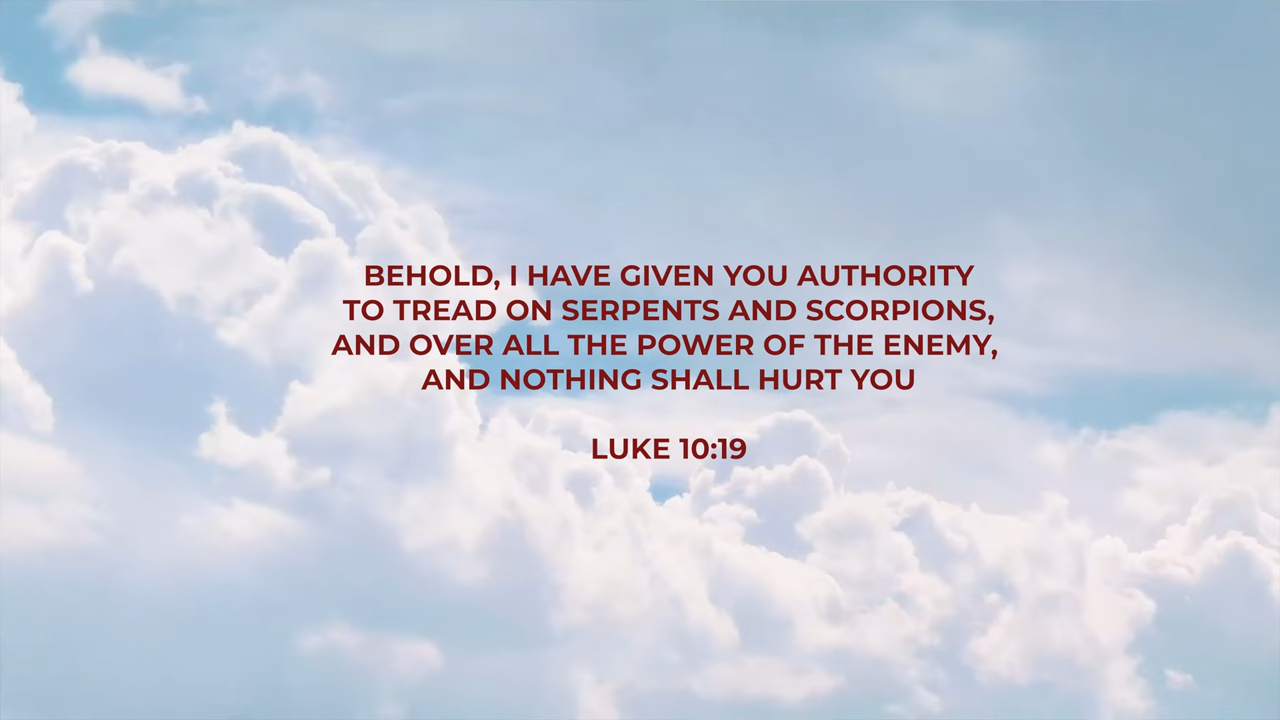 BEHOLD, I HAVE GIVEN YOU AUTHORITY
TO TREAD ON SERPENTS AND SCORPIONS,
AND OVER ALL THE POWER OF THE ENEMY,
AND NOTHING SHALL HURT YOU
LUKE 10:19